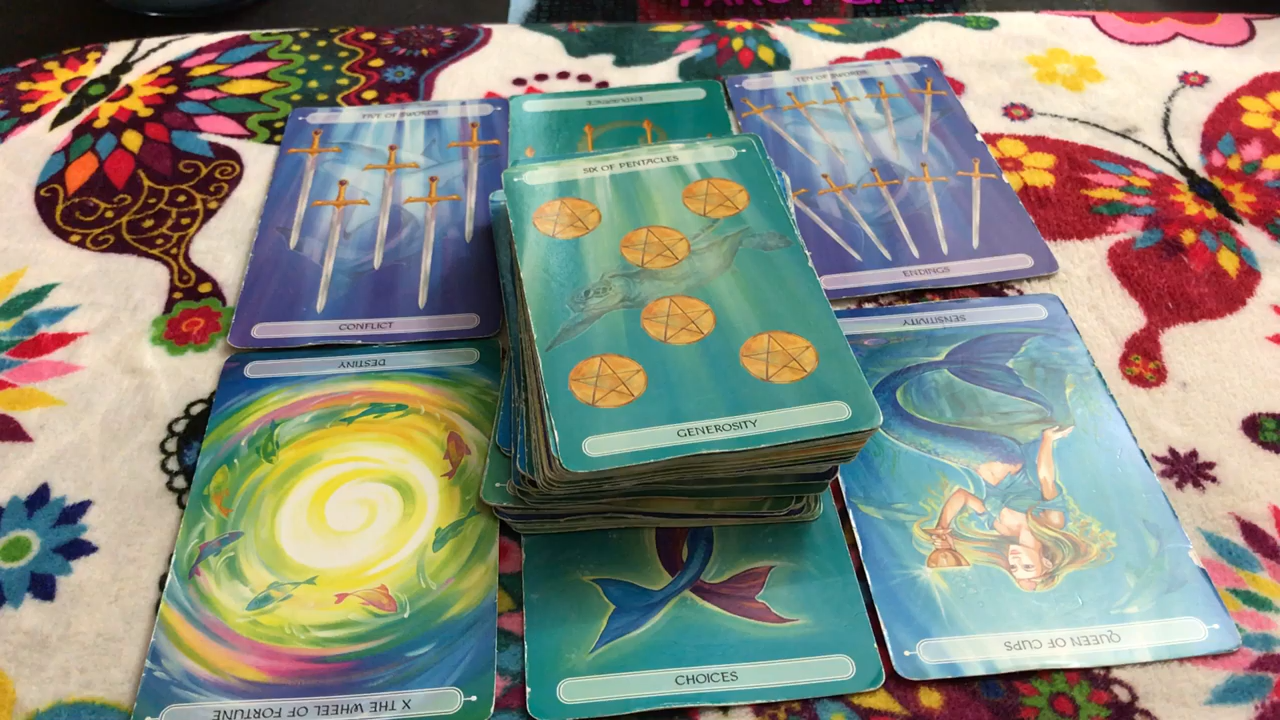 FIVE OF SWORDS
ENDURANCE
TEN OF SWORDS
SIX OF PENTACLES
CONFLICT
ENDINGS
DESTINY
SENSITIVITY
GENEROSITY
QUEEN OF CUPS
CHOICES
X THE WHEEL OF FORTUNE